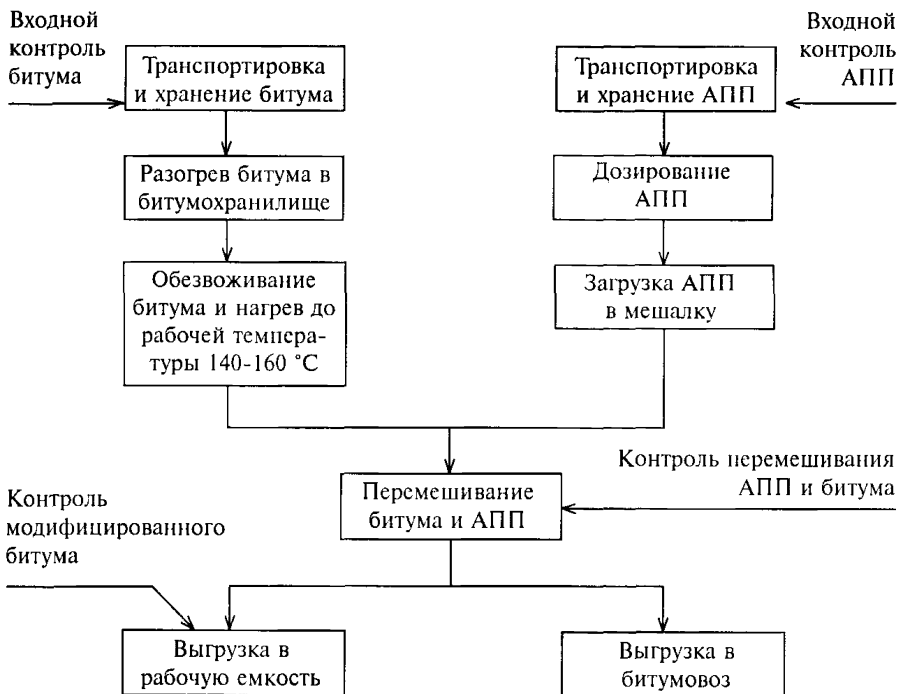 Входной
контроль
битума
Транспортировка
и хранение битума
Транспортировка
и хранение АПП
Входной
контроль
АПП
Разогрев битума в
битумохранилище
Дозирование
АПП
Обезвоживание
битума и нагрев до
рабочей темпера-
туры 140-160 °С
Загрузка АПП
в мешалку
Перемешивание
битума и АПП
Контроль перемешивания
АПП и битума
Контроль
модифицированного
битума
Выгрузка в
рабочую емкость
Выгрузка в
битумовоз